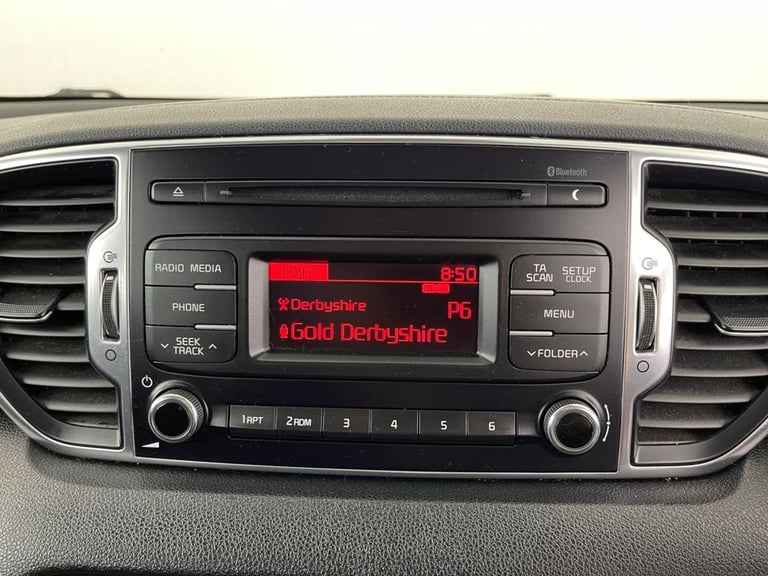 Bluetooth
RADIO MEDIA
PHONE
SEEK
TRACK
8:50
Derbyshire P6
Gold Derbyshire
TA
SCAN
SETUP
CLOCK
MENU
FOLDER
1 RPT 2 RDM 3 4 5 6